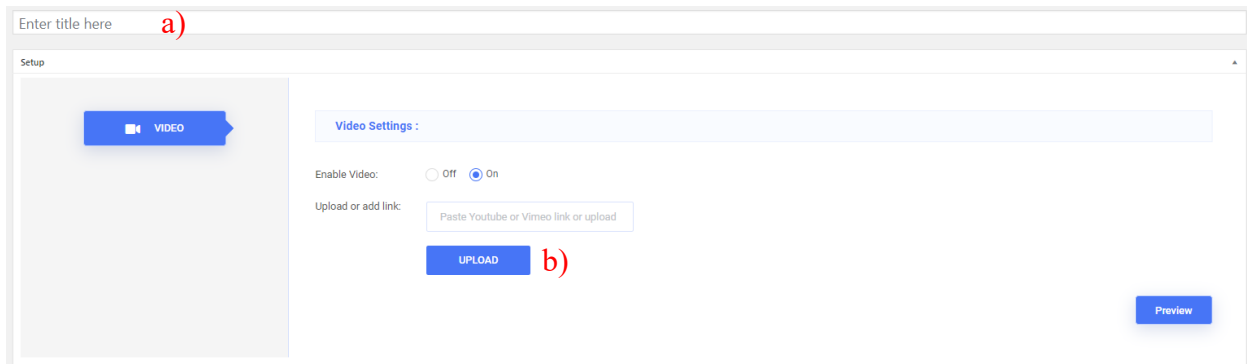 Enter title here a)
Setup
VIDEO
Video Settings :
Enable Video: Off On
Upload or add link: Paste Youtube or Vimeo link or upload
UPLOAD b)
Preview